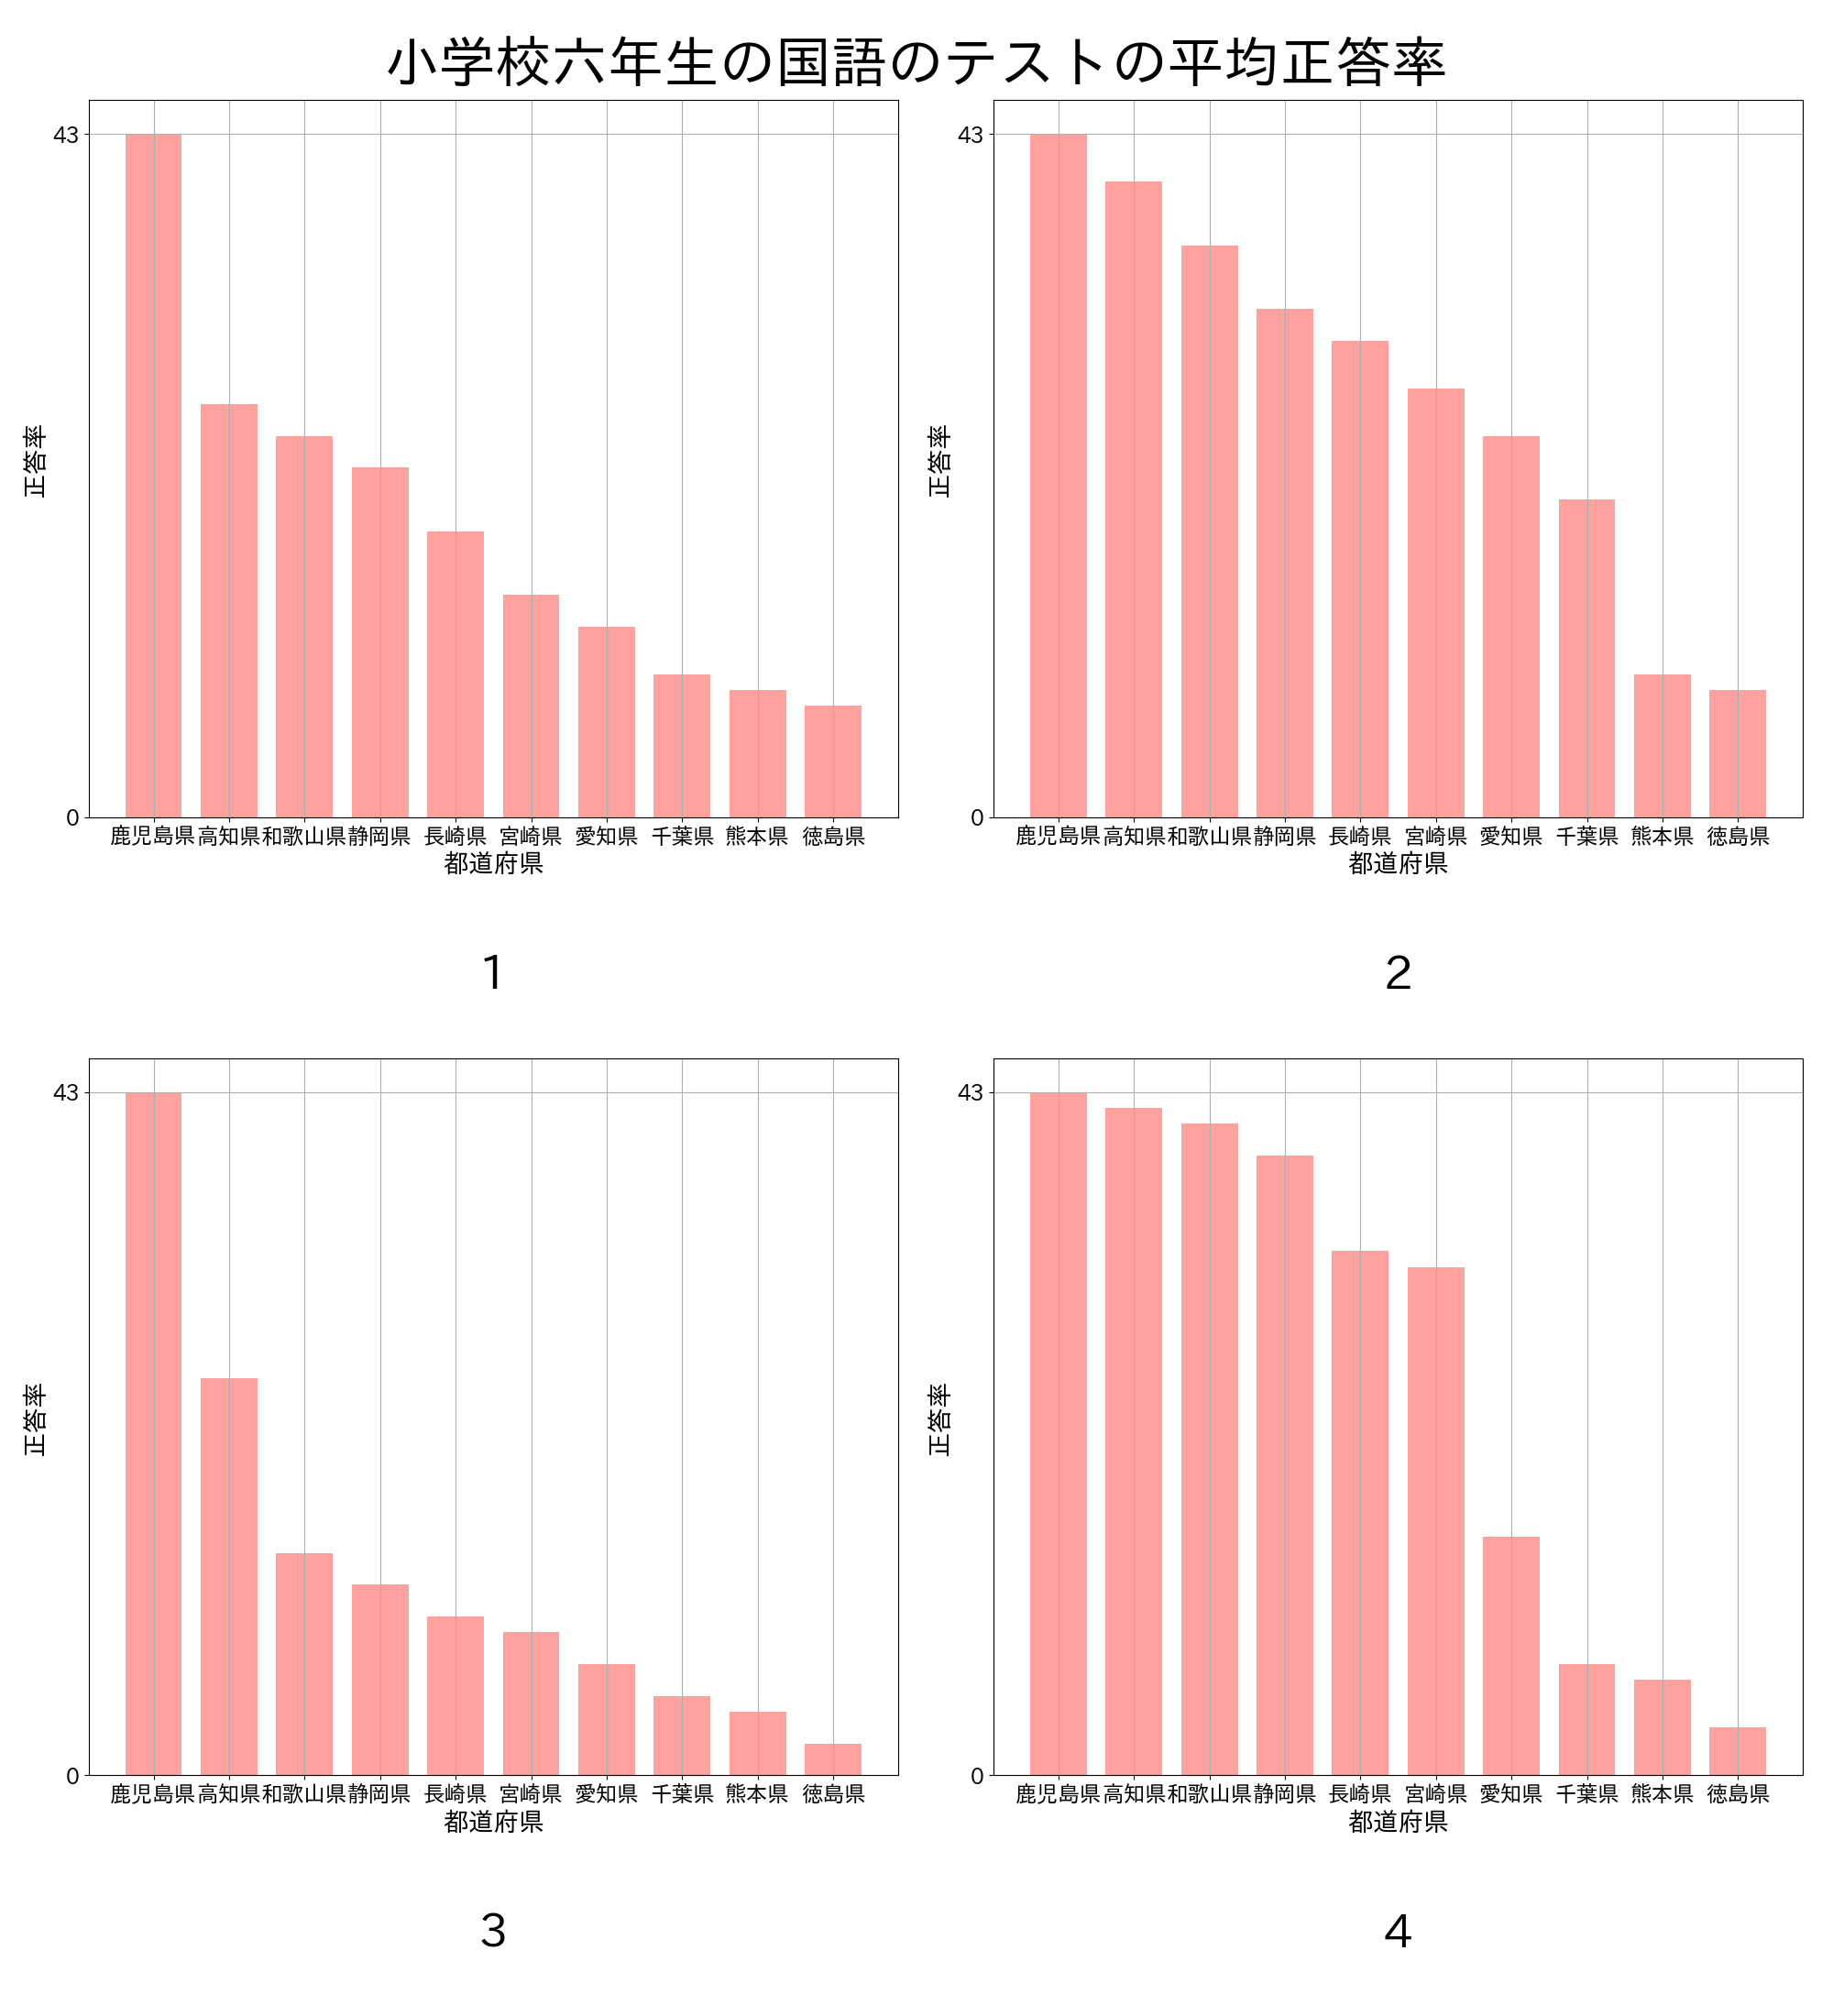 小学校六年生の国語のテストの平均正答率
43
0
正答率
鹿児島県 高知県 和歌山県 静岡県 長崎県 宮崎県 愛知県 千葉県 熊本県 徳島県
都道府県
1
43
0
正答率
鹿児島県 高知県 和歌山県 静岡県 長崎県 宮崎県 愛知県 千葉県 熊本県 徳島県
都道府県
2
43
0
正答率
鹿児島県 高知県 和歌山県 静岡県 長崎県 宮崎県 愛知県 千葉県 熊本県 徳島県
都道府県
3
43
0
正答率
鹿児島県 高知県 和歌山県 静岡県 長崎県 宮崎県 愛知県 千葉県 熊本県 徳島県
都道府県
4